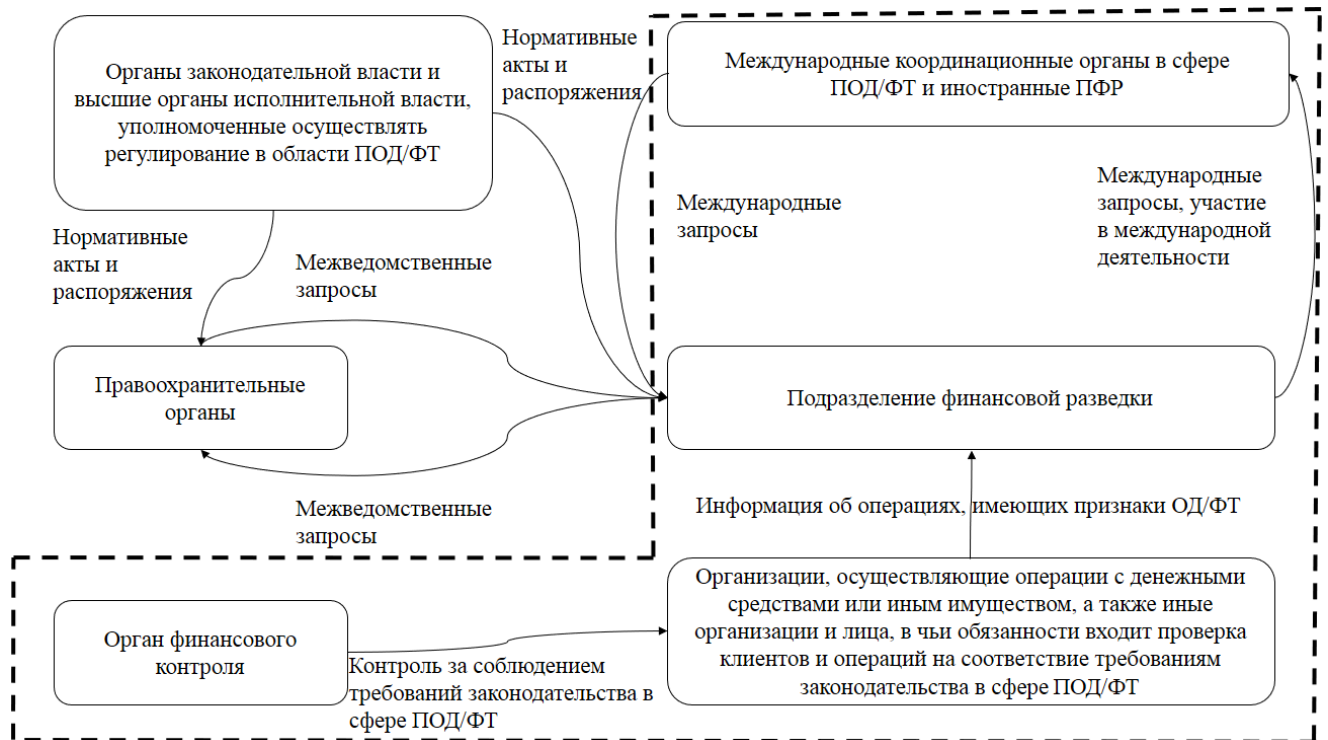 Органы законодательной власти и
высшие органы исполнительной власти,
уполномоченные осуществлять
регулирование в области ПОД/ФТ
Нормативные
акты и
распоряжения
Международные координационные органы в сфере
ПОД/ФТ и иностранные ПФР
Международные
запросы
Международные
запросы, участие
в международной
деятельности
Нормативные
акты и
распоряжения
Межведомственные
запросы
Правоохранительные
органы
Подразделение финансовой разведки
Межведомственные
запросы
Информация об операциях, имеющих признаки ОД/ФТ
Орган финансового
контроля
Контроль за соблюдением
требований законодательства в
сфере ПОД/ФТ
Организации, осуществляющие операции с денежными
средствами или иным имуществом, а также иные
организации и лица, в чьи обязанности входит проверка
клиентов и операций на соответствие требованиям
законодательства в сфере ПОД/ФТ